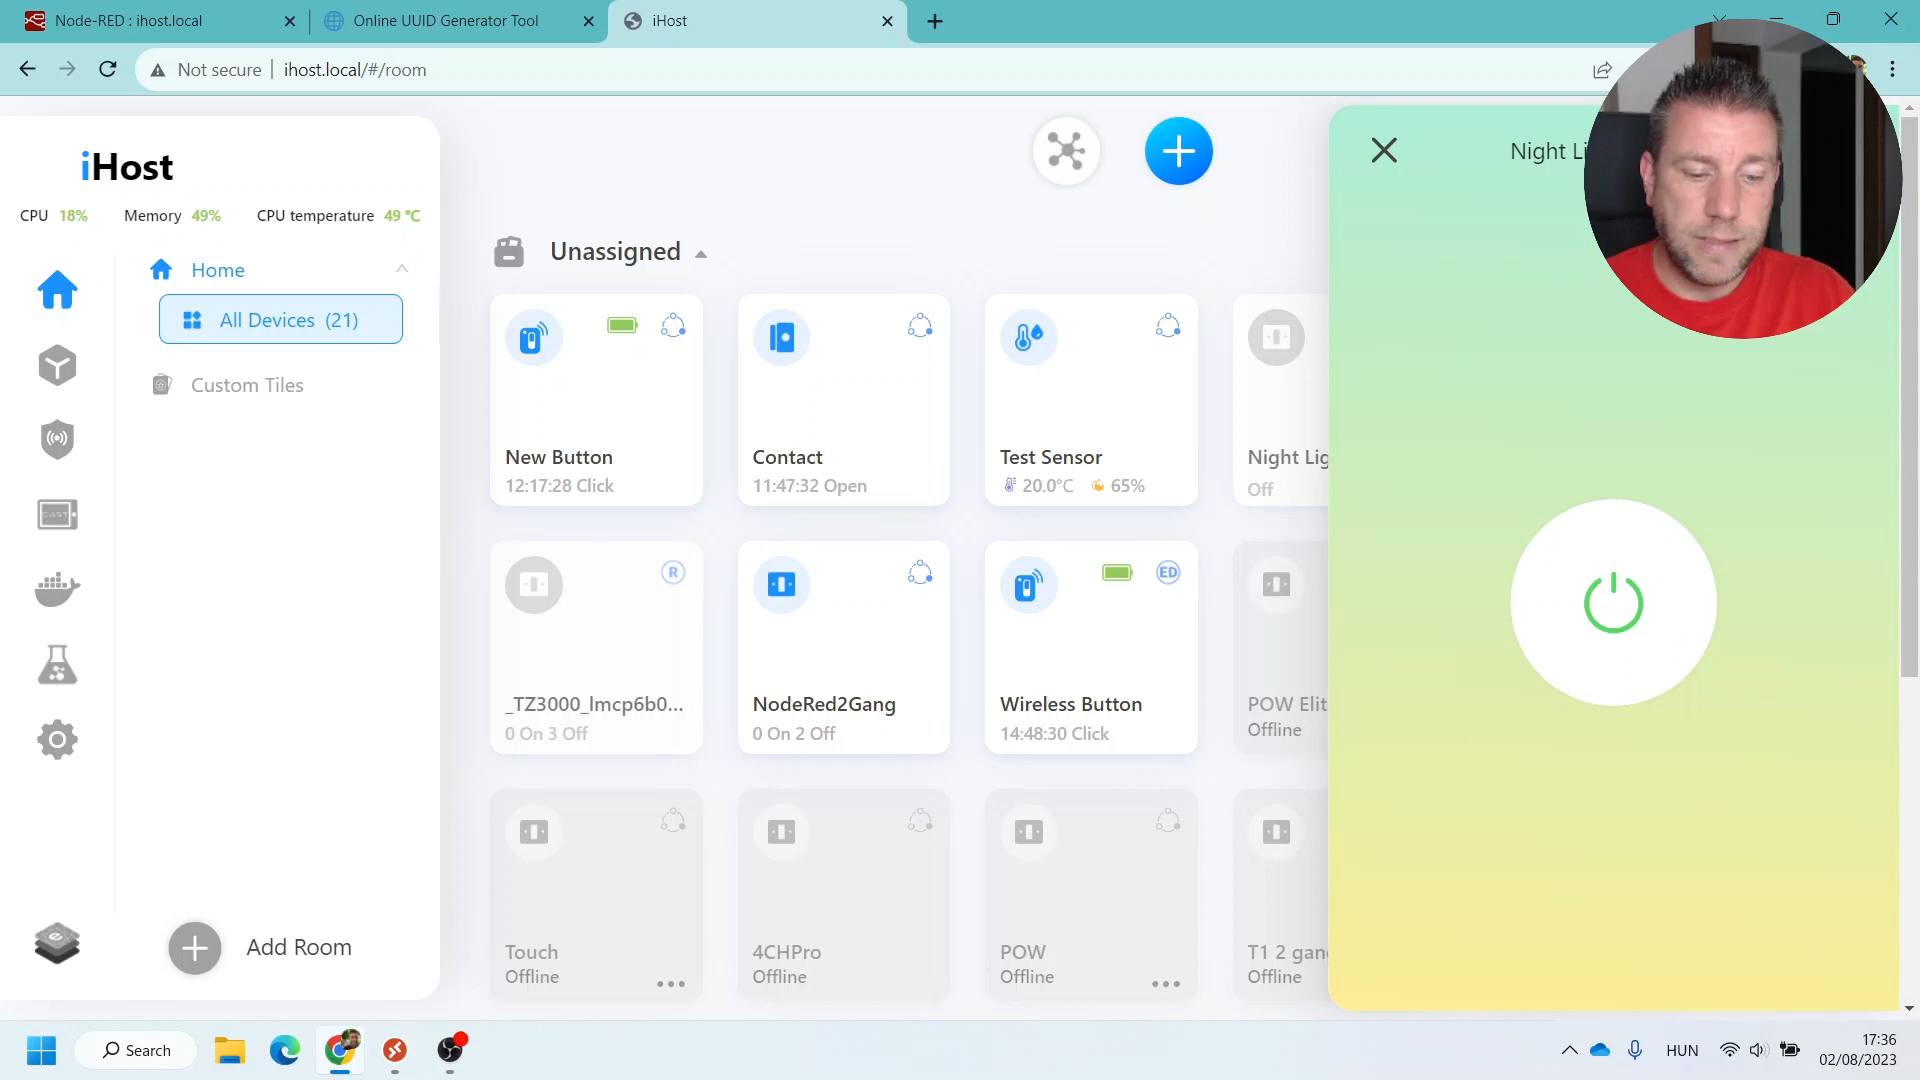 Node-RED : ihost.local
Online UUID Generator Tool
iHost
Not secure
ihost.local/#/room
iHost
CPU 18% Memory 49% CPU temperature 49 ℃
Home
All Devices (21)
Custom Tiles
Add Room
Unassigned
New Button
12:17:28 Click
Contact
11:47:32 Open
Test Sensor
20.0°C 65%
Night Lig
Off
R
_TZ3000_lmcp6b0...
0 On 3 Off
NodeRed2Gang
0 On 2 Off
ED
Wireless Button
14:48:30 Click
POW Elit
Offline
Touch
Offline
4CHPro
Offline
POW
Offline
T1 2 gan
Offline
Night Li
CAST
Search
HUN
17:36
02/08/2023